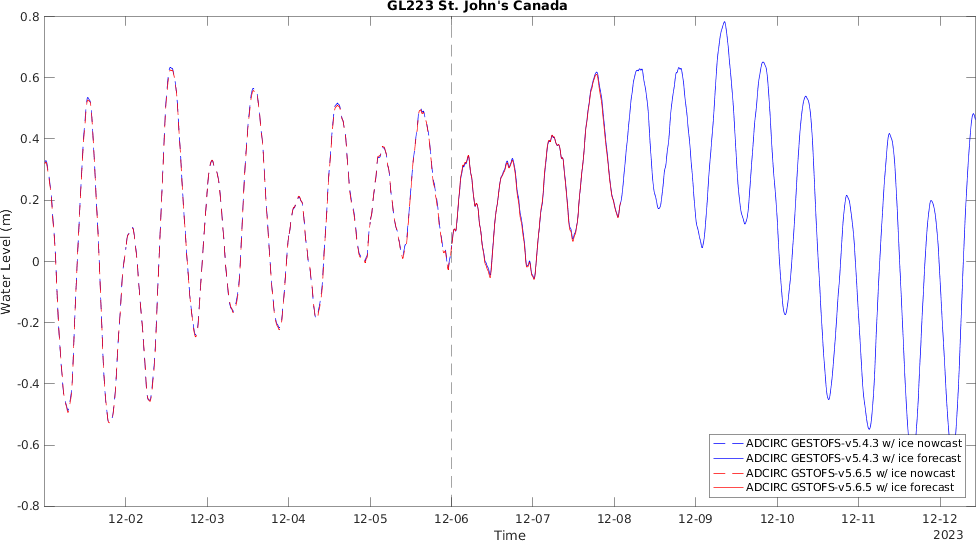 GL223 St. John's Canada
Water Level (m)
0.8
0.6
0.4
0.2
0
-0.2
-0.4
-0.6
-0.8
ADCIRC GESTOFS-v5.4.3 w/ ice nowcast
ADCIRC GESTOFS-v5.4.3 w/ ice forecast
ADCIRC GSTOFS-v5.6.5 w/ ice nowcast
ADCIRC GSTOFS-v5.6.5 w/ ice forecast
12-02 12-03 12-04 12-05 12-06 12-07 12-08 12-09 12-10 12-11 12-12
Time
2023